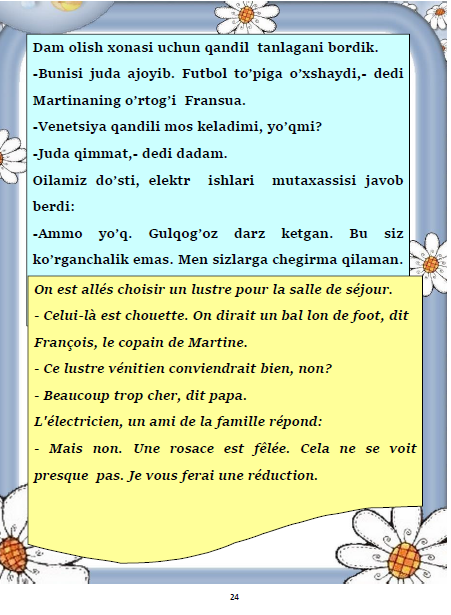 Dam olish xonasi uchun qandil tanlagani bordik.
-Bunisi juda ajoyib. Futbol to’piga o’xshaydi,- dedi
Martinaning o’rtog’i Fransua.
-Venetsiya qandili mos keladimi, yo’qmi?
-Juda qimmat,- dedi dadam.
Oilamiz do’sti, elektr ishlari mutaxassisi javob
berdi:
-Ammo yo’q. Gulqog’oz darz ketgan. Bu siz
ko’rganchalik emas. Men sizlarga chegirma qilaman.
On est allés choisir un lustre pour la salle de séjour.
- Celui-là est chouette. On dirait un bal lon de foot, dit
François, le copain de Martine.
- Ce lustre vénitien conviendrait bien, non?
- Beaucoup trop cher, dit papa.
L'électricien, un ami de la famille répond:
- Mais non. Une rosace est fêlée. Cela ne se voit
presque pas. Je vous ferai une réduction.
24